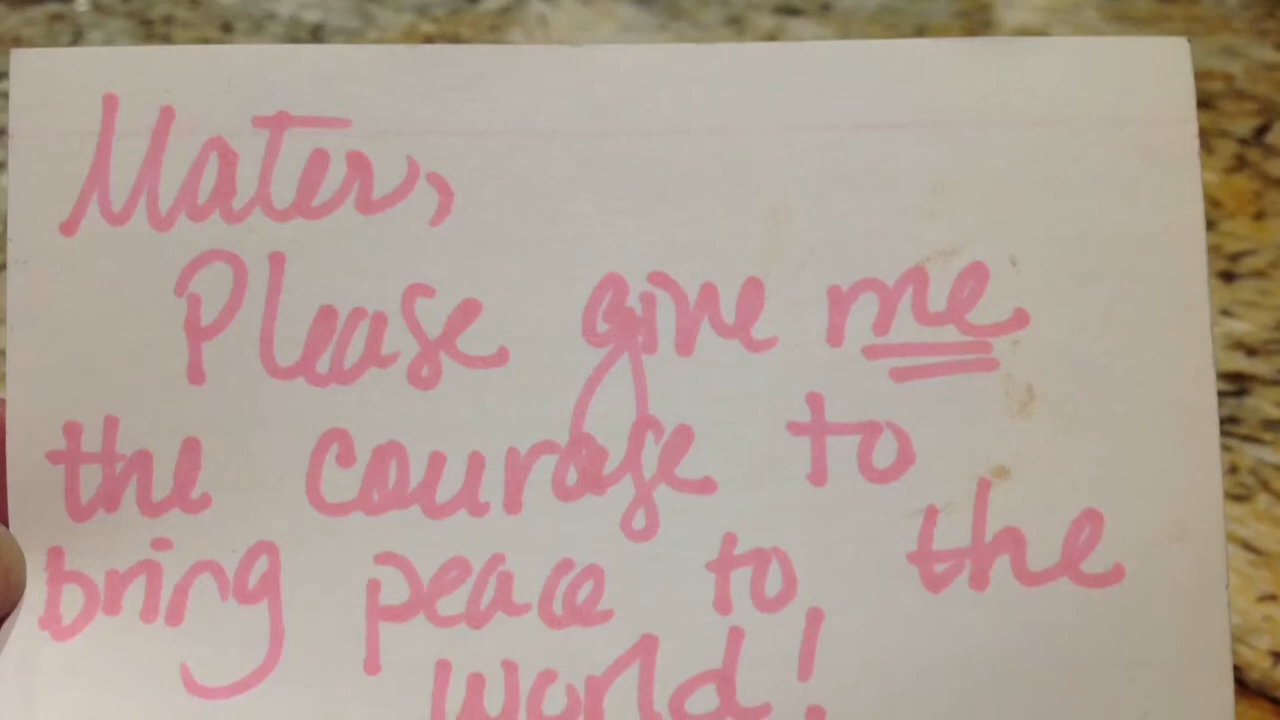 Mater,
Please give me
the courage to
bring peace to the
world!